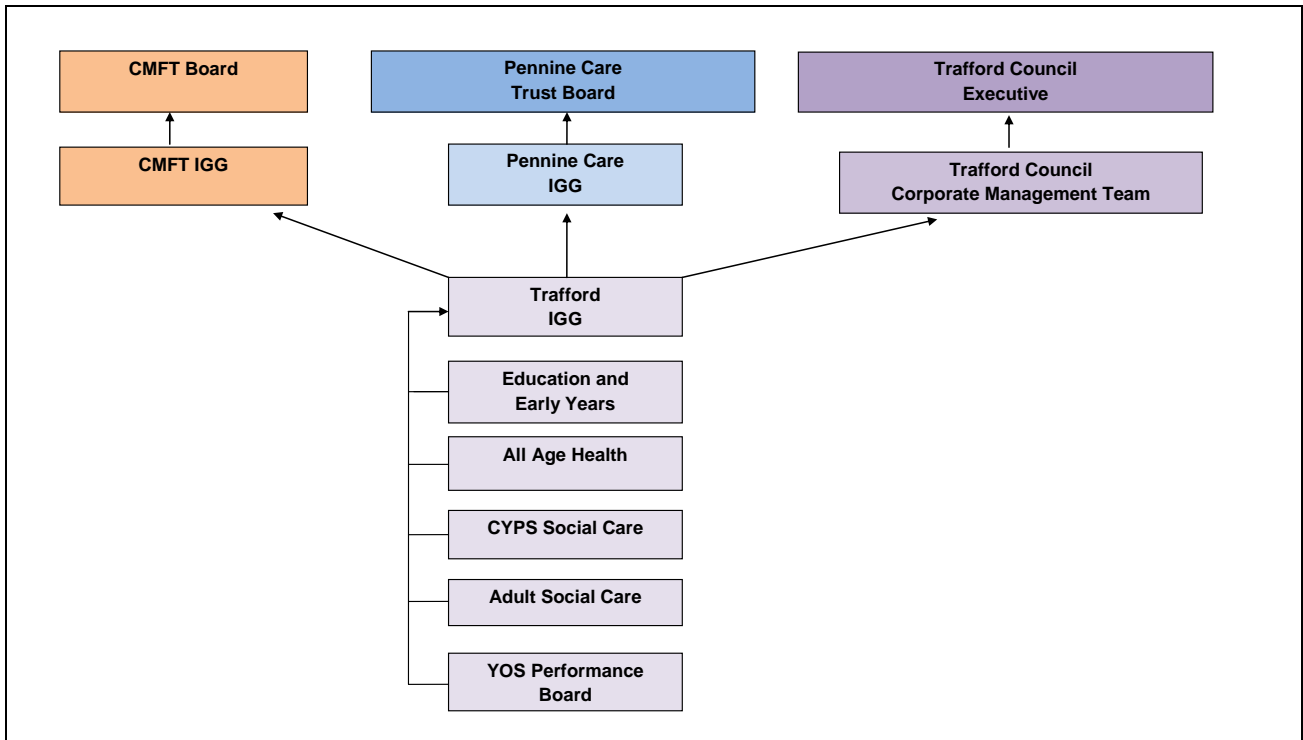 CMFT Board
Pennine Care
Trust Board
Trafford Council
Executive
CMFT IGG
Pennine Care
IGG
Trafford Council
Corporate Management Team
Trafford
IGG
Education and
Early Years
All Age Health
CYPS Social Care
Adult Social Care
YOS Performance
Board